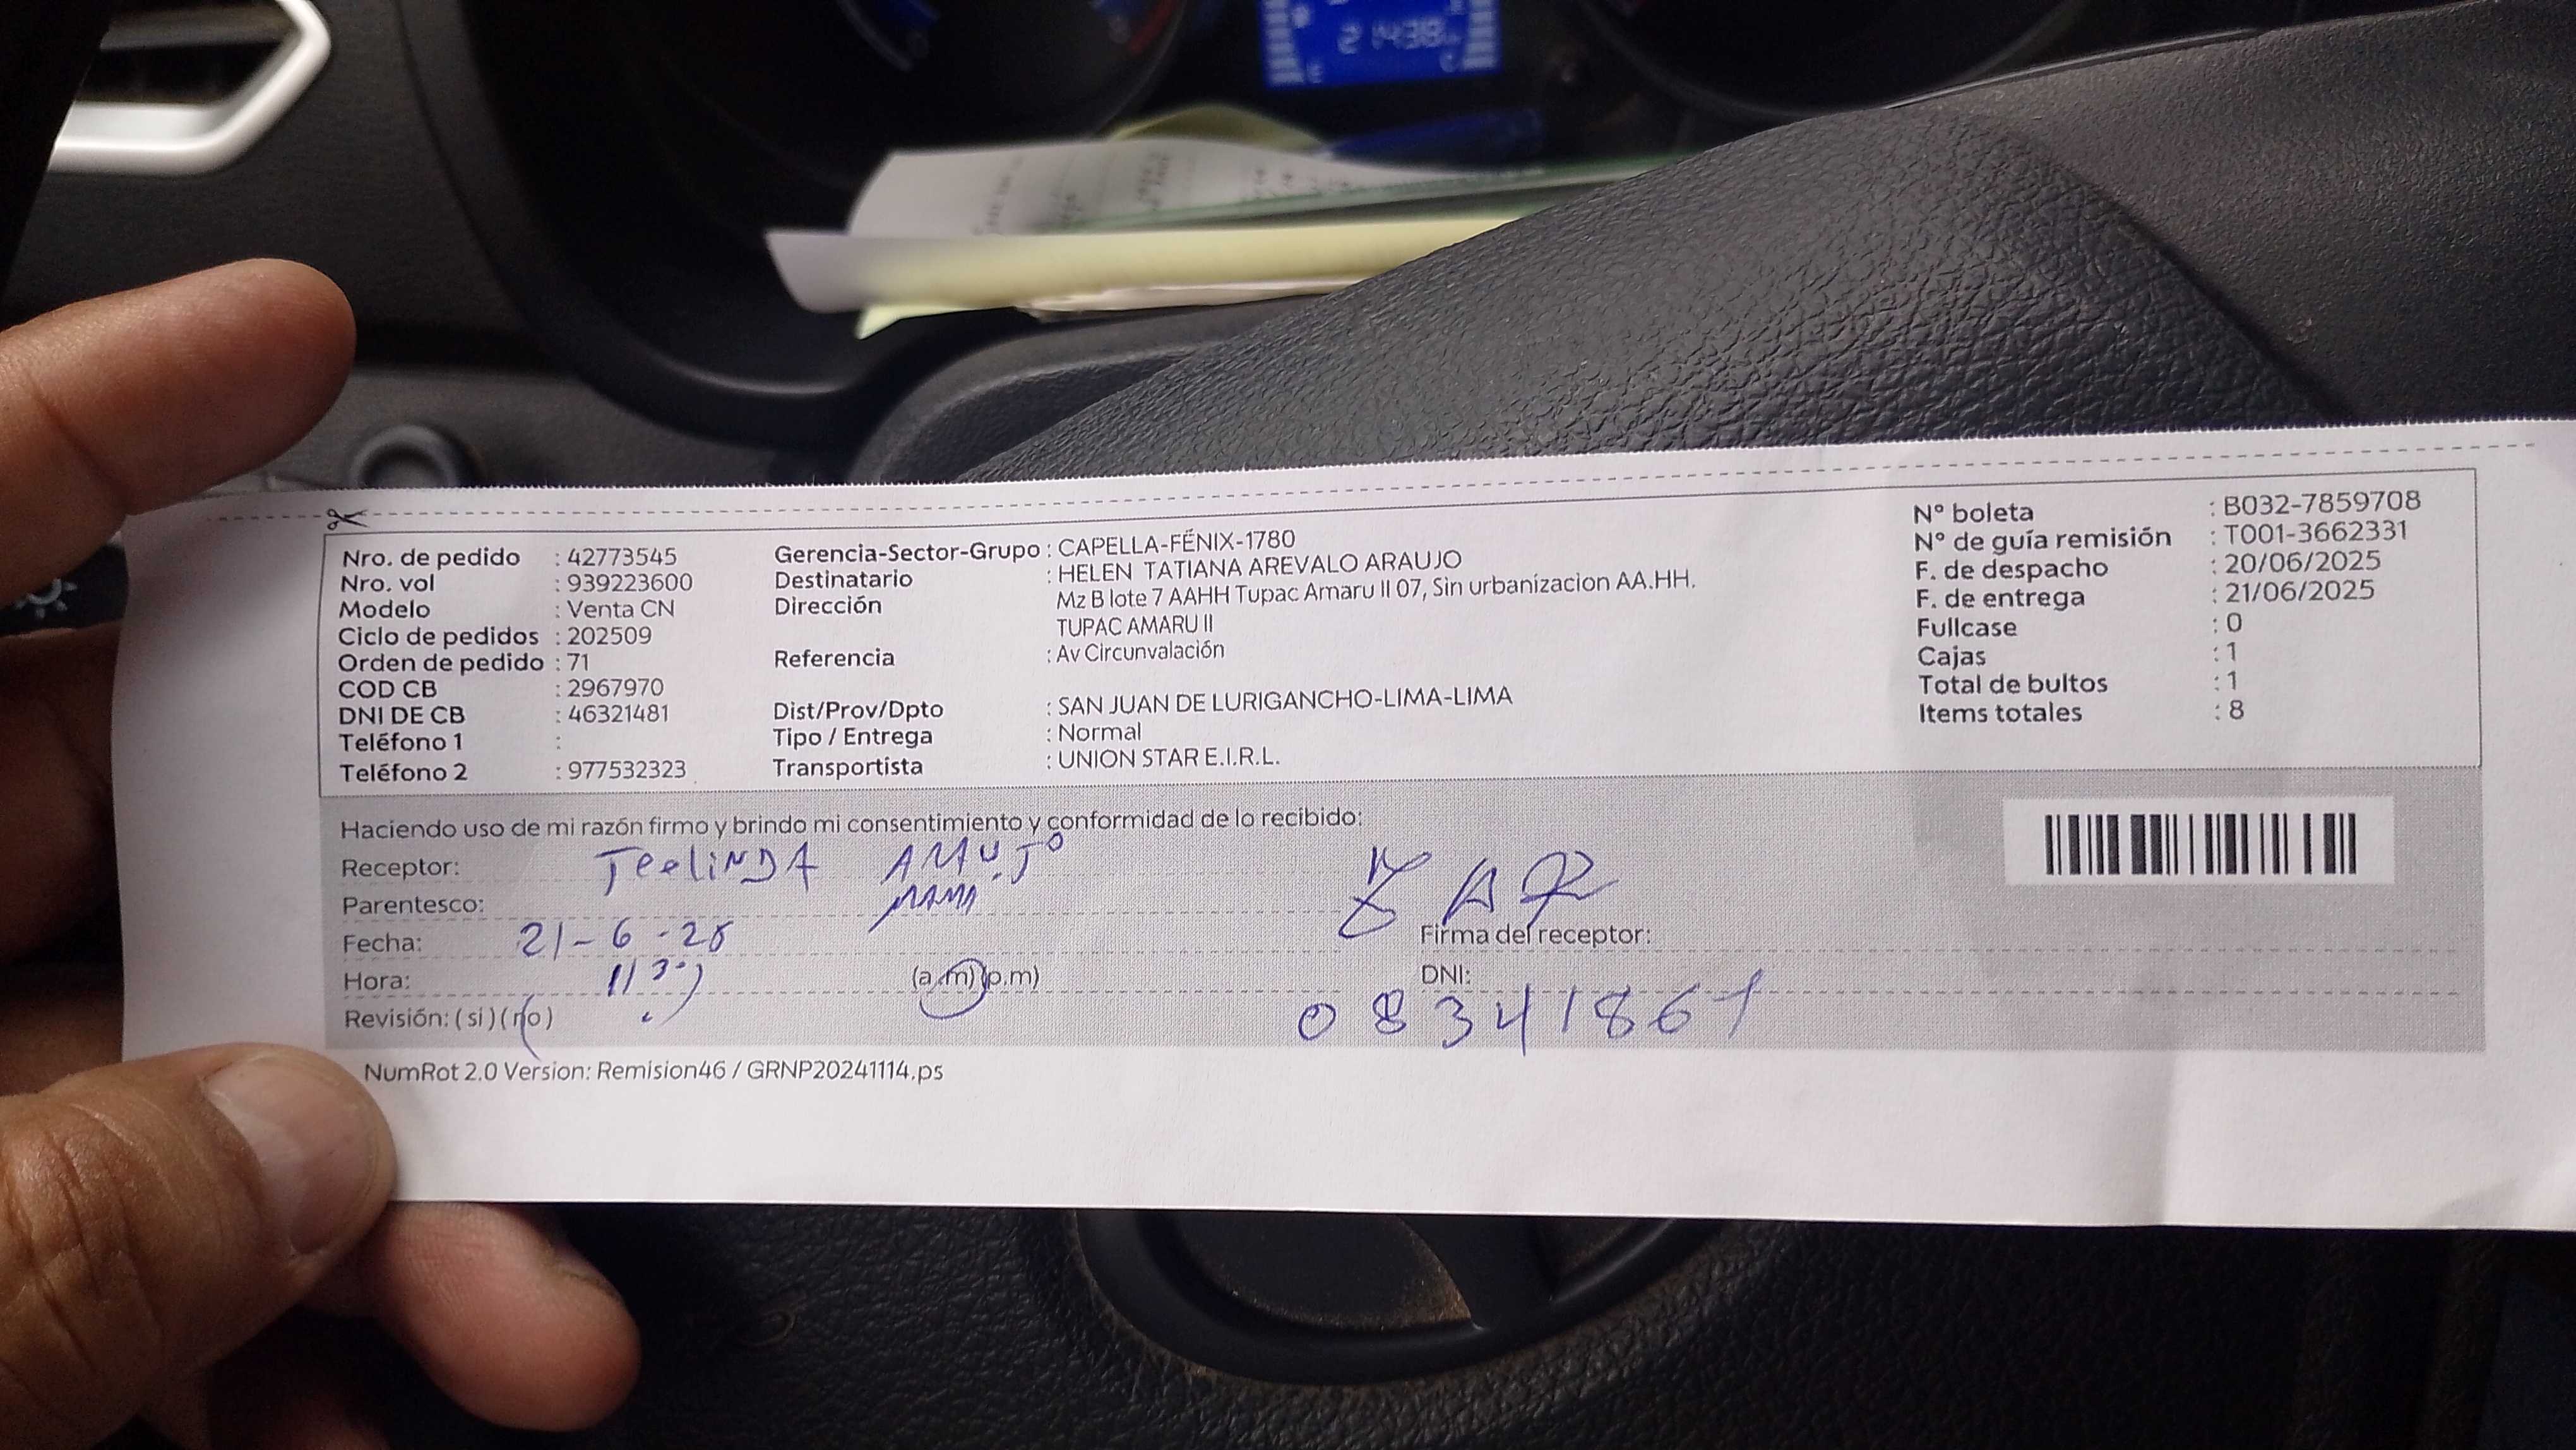 Nro. de pedido : 42773545
Nro. vol : 939223600
Modelo : Venta CN
Ciclo de pedidos : 202509
Orden de pedido : 71
COD CB : 2967970
DNI DE CB : 46321481
Teléfono 1 :
Teléfono 2 : 977532323
Gerencia-Sector-Grupo : CAPELLA-FÉNIX-1780
Destinatario : HELEN TATIANA AREVALO ARAUJO
Dirección Mz B lote 7 AAHH Tupac Amaru II 07, Sin urbanizacion AA.HH.
TUPAC AMARU II
Referencia : Av Circunvalación
Dist/Prov/Dpto : SAN JUAN DE LURIGANCHO-LIMA-LIMA
Tipo / Entrega : Normal
Transportista : UNION STAR E.I.R.L.
N° boleta : B032-7859708
N° de guía remisión : T001-3662331
F. de despacho : 20/06/2025
F. de entrega : 21/06/2025
Fullcase : 0
Cajas : 1
Total de bultos : 1
Items totales : 8
Haciendo uso de mi razón firmo y brindo mi consentimiento y conformidad de lo recibido:
Receptor:
Parentesco: MAMA
Fecha: 21-6-25
Hora: (a.m)(p.m)
Revisión: (si) (no)
Firma del receptor:
DNI: 08341861
NumRot 2.0 Version: Remision46 / GRNP20241114.ps